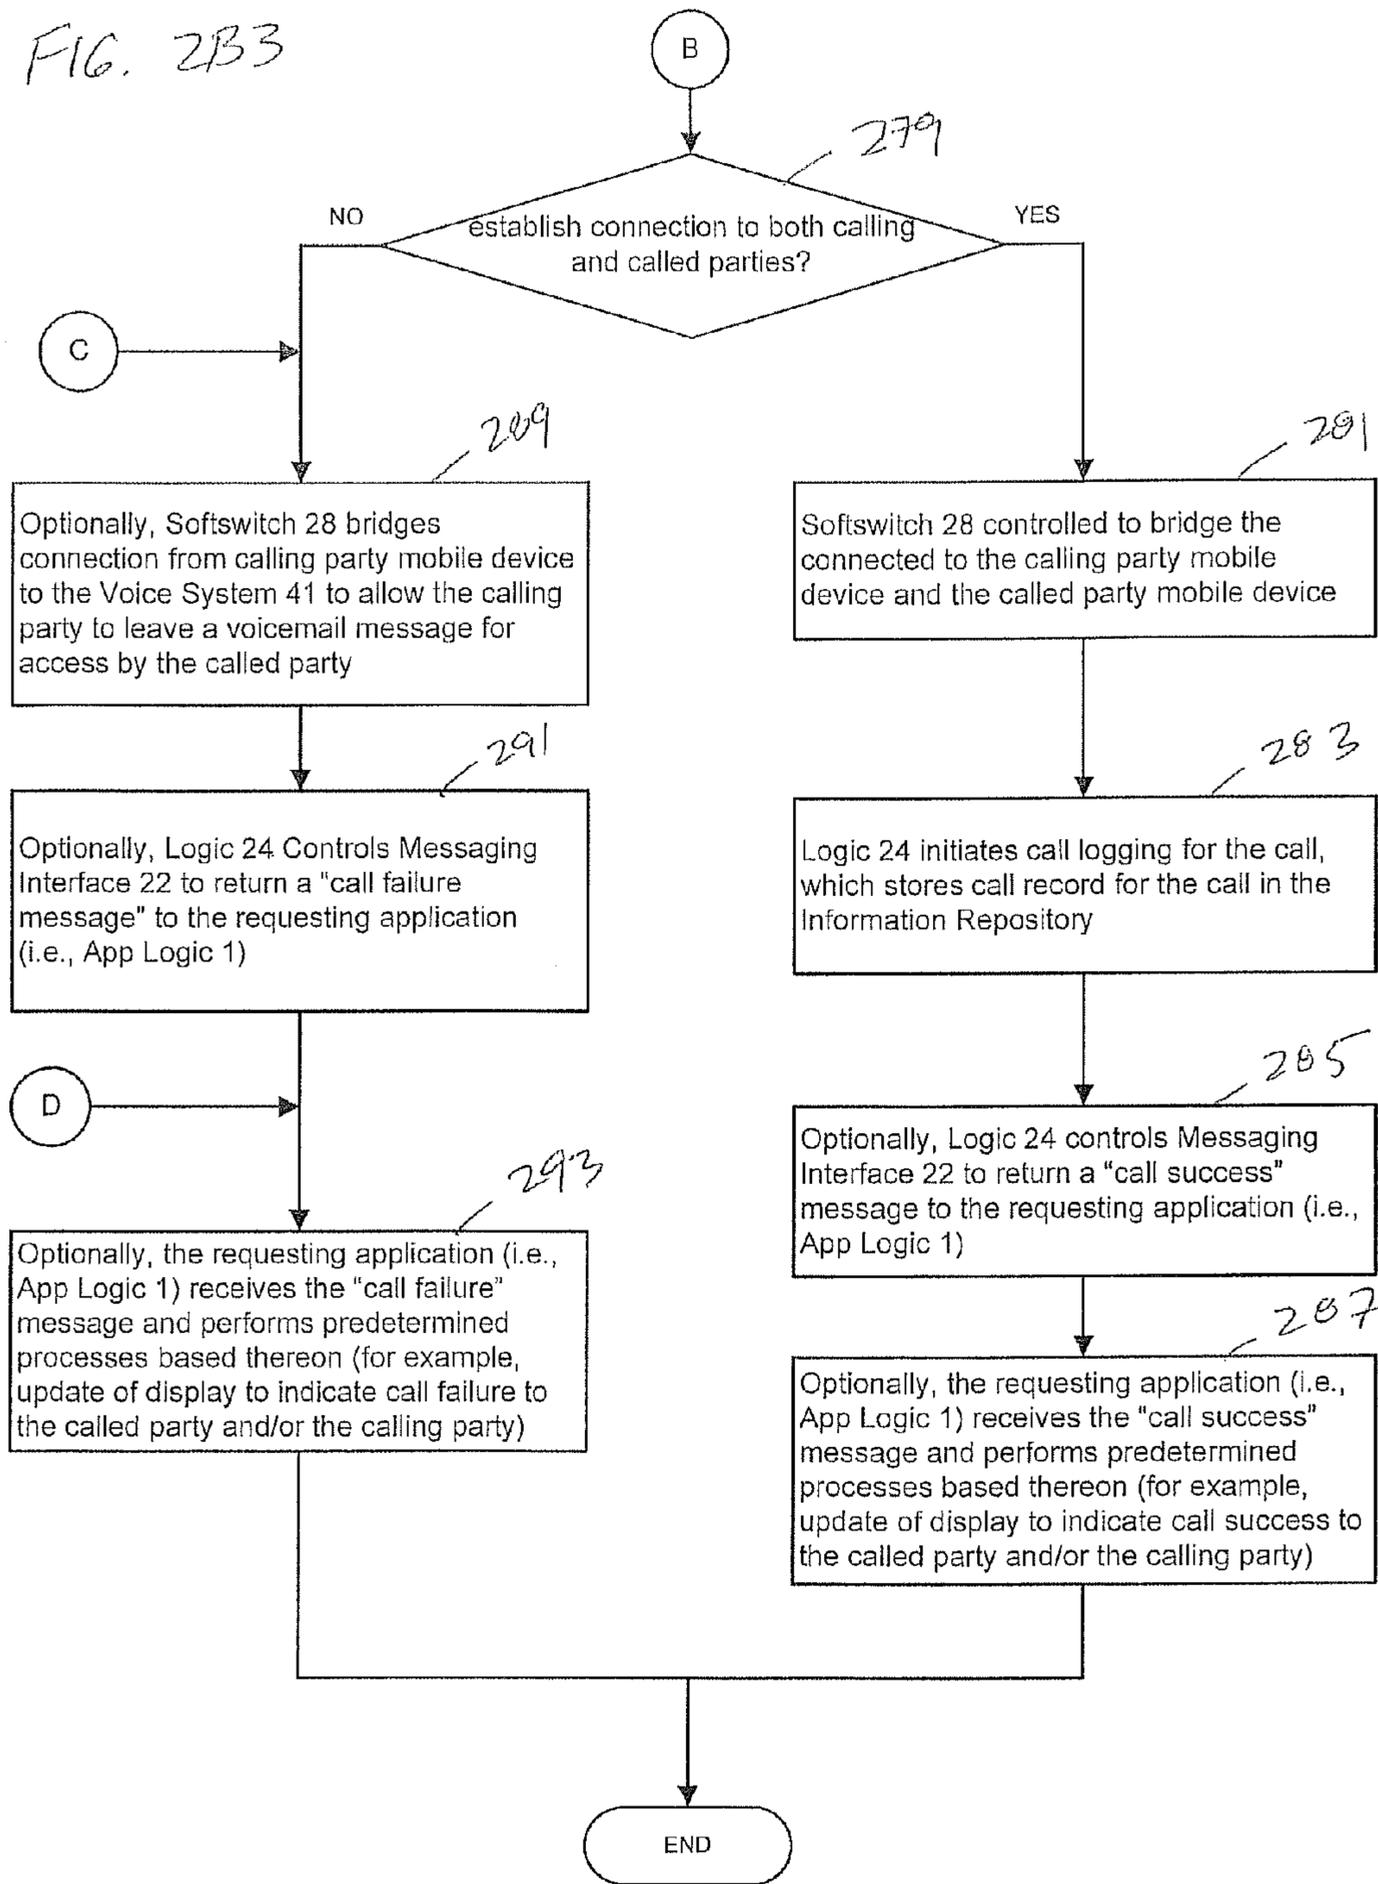 FIG. 2B3
B
279
NO
establish connection to both calling
and called parties?
YES
C
289
Optionally, Softswitch 28 bridges
connection from calling party mobile device
to the Voice System 41 to allow the calling
party to leave a voicemail message for
access by the called party
281
Softswitch 28 controlled to bridge the
connected to the calling party mobile
device and the called party mobile device
291
Optionally, Logic 24 Controls Messaging
Interface 22 to return a "call failure
message" to the requesting application
(i.e., App Logic 1)
283
Logic 24 initiates call logging for the call,
which stores call record for the call in the
Information Repository
D
285
Optionally, Logic 24 controls Messaging
Interface 22 to return a "call success"
message to the requesting application (i.e.,
App Logic 1)
293
Optionally, the requesting application (i.e.,
App Logic 1) receives the "call failure"
message and performs predetermined
processes based thereon (for example,
update of display to indicate call failure to
the called party and/or the calling party)
287
Optionally, the requesting application (i.e.,
App Logic 1) receives the "call success"
message and performs predetermined
processes based thereon (for example,
update of display to indicate call success to
the called party and/or the calling party)
END